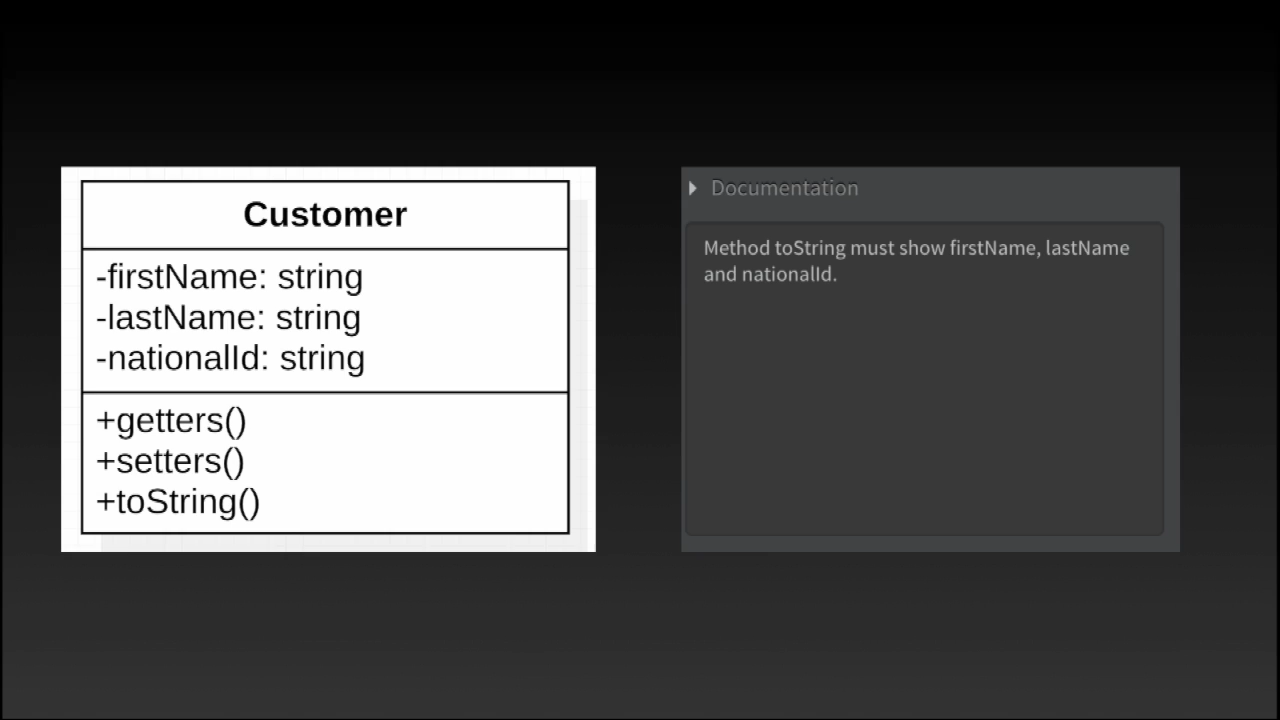 Customer
-firstName: string
-lastName: string
-nationalId: string
+getters()
+setters()
+toString()
Documentation
Method toString must show firstName, lastName
and nationalId.